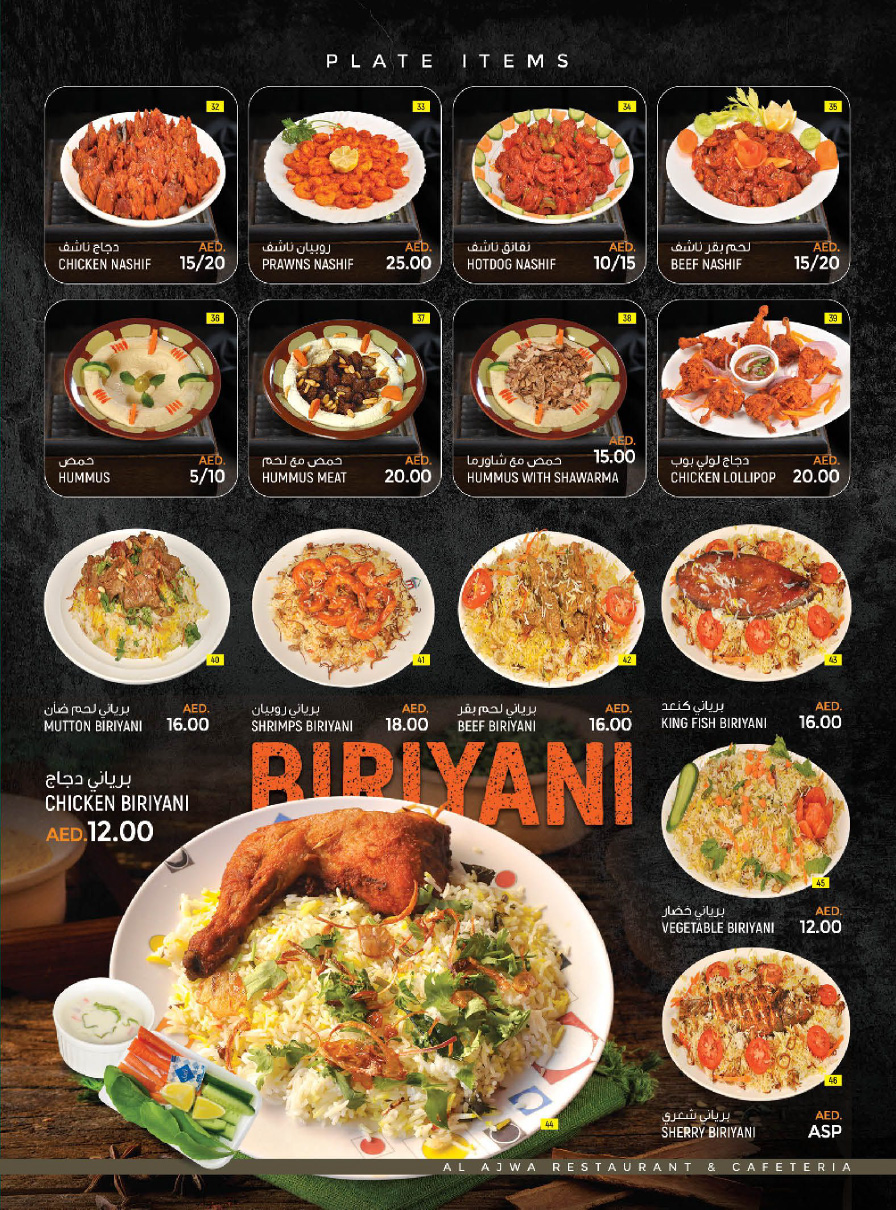 PLATE ITEMS
32
دجاج ناشف
CHICKEN NASHIF
AED.
15/20
33
روبيان ناشف
PRAWNS NASHIF
AED.
25.00
34
نقانق ناشف
HOTDOG NASHIF
AED.
10/15
35
لحم بقر ناشف
BEEF NASHIF
AED.
15/20
36
حمص
HUMMUS
AED.
5/10
37
حمص مع لحم
HUMMUS MEAT
AED.
20.00
38
حمص مع شاورما
HUMMUS WITH SHAWARMA
AED.
15.00
39
دجاج لولي بوب
CHICKEN LOLLIPOP
AED.
20.00
40
برياني لحم ضان
MUTTON BIRIYANI
AED.
16.00
41
برياني روبيان
SHRIMPS BIRIYANI
AED.
18.00
42
برياني لحم بقر
BEEF BIRIYANI
AED.
16.00
43
برياني كنعد
KING FISH BIRIYANI
AED.
16.00
BIRIYANI
برياني دجاج
CHICKEN BIRIYANI
AED.12.00
44
45
برياني خضار
VEGETABLE BIRIYANI
AED.
12.00
46
برياني شعري
SHERRY BIRIYANI
AED.
ASP
AL AJWA RESTAURANT & CAFETERIA